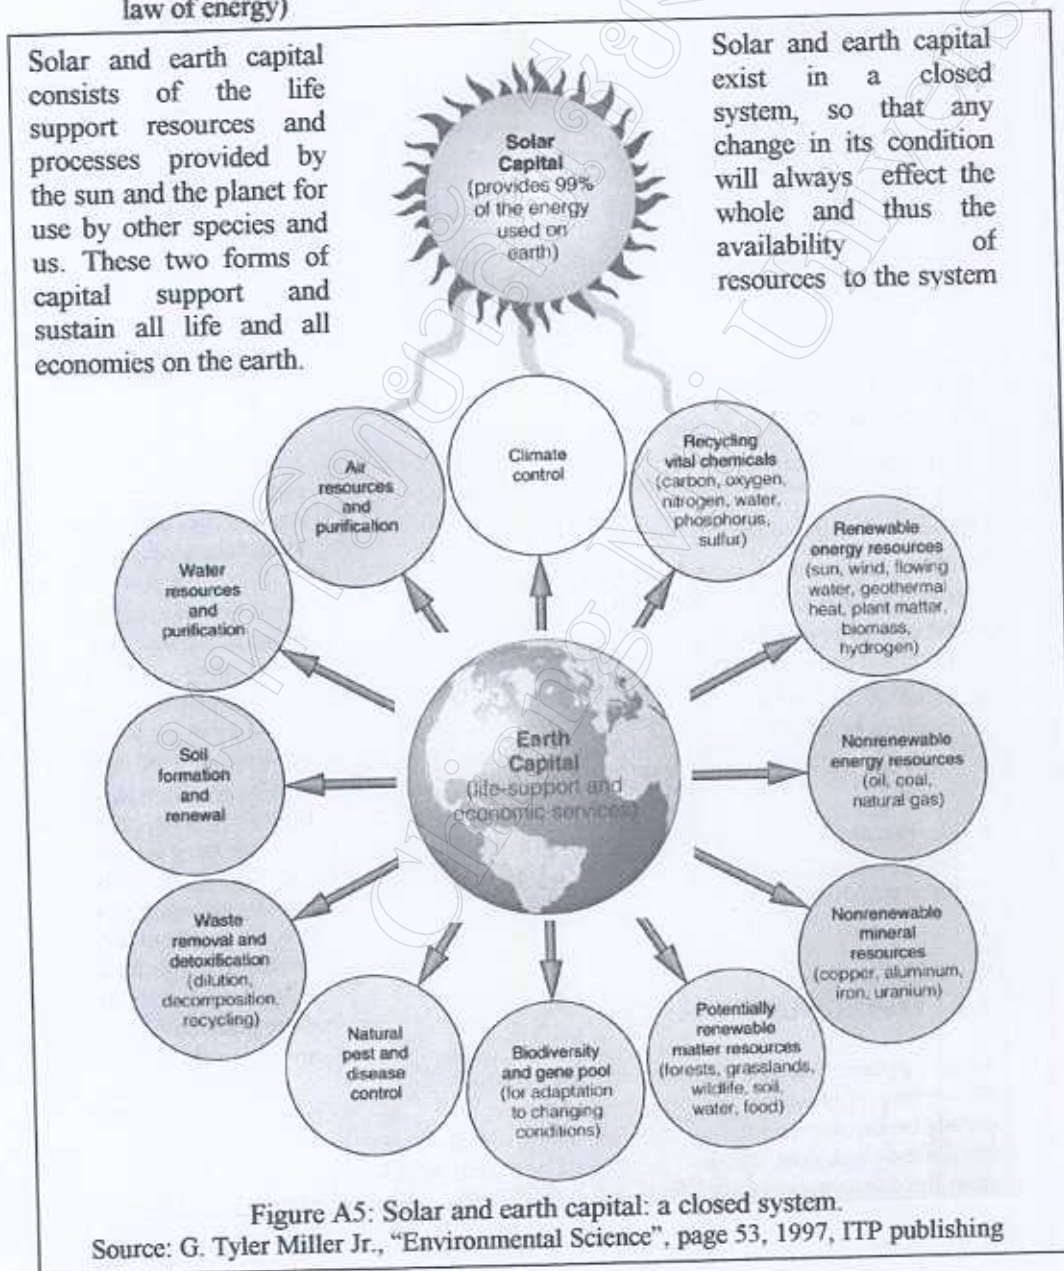 law of energy)
Solar and earth capital
consists of the life
support resources and
processes provided by
the sun and the planet for
use by other species and
us. These two forms of
capital support and
sustain all life and all
economies on the earth.
Solar and earth capital
exist in a closed
system, so that any
change in its condition
will always effect the
whole and thus the
availability of
resources to the system
Solar
Capital
(provides 99%
of the energy
used on
earth)
Air
resources
and
purification
Climate
control
Recycling
vital chemicals
(carbon, oxygen,
nitrogen, water,
phosphorus,
sulfur)
Water
resources
and
purification
Renewable
energy resources
(sun, wind, flowing
water, geothermal
heat, plant matter,
biomass,
hydrogen)
Soil
formation
and
renewal
Earth
Capital
(life-support and
economic services)
Nonrenewable
energy resources
(oil, coal,
natural gas)
Waste
removal and
detoxification
(dilution,
decomposition,
recycling)
Nonrenewable
mineral
resources
(copper, aluminum,
iron, uranium)
Natural
pest and
disease
control
Biodiversity
and gene pool
(for adaptation
to changing
conditions)
Potentially
renewable
matter resources
(forests, grasslands,
wildlife, soil,
water, food)
Figure A5: Solar and earth capital: a closed system.
Source: G. Tyler Miller Jr., “Environmental Science”, page 53, 1997, ITP publishing